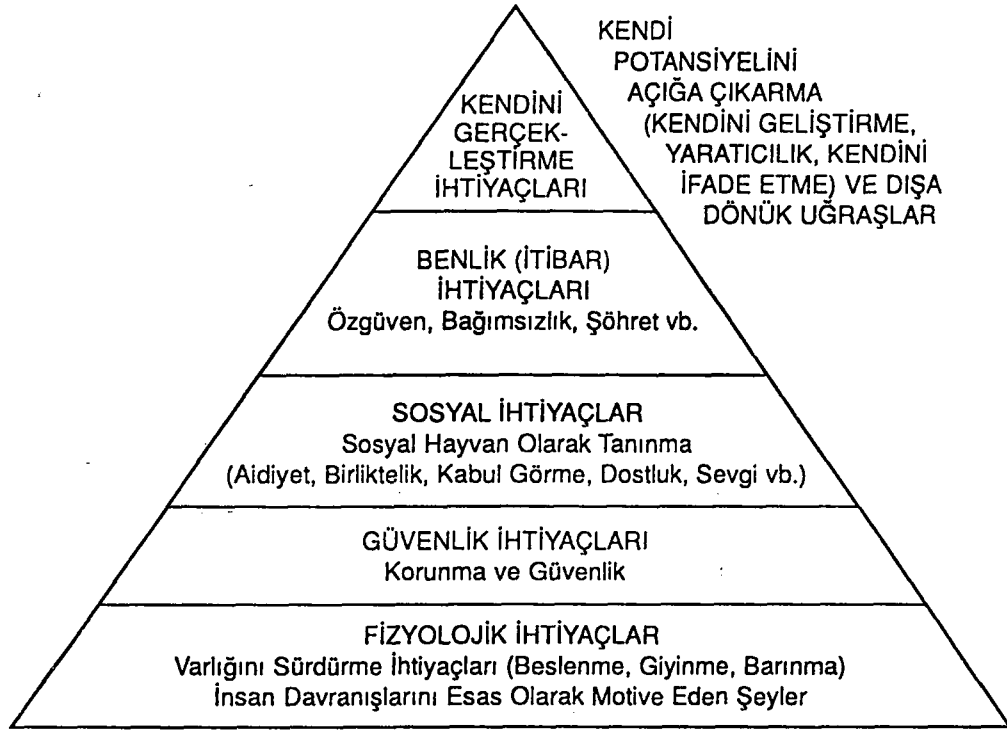 KENDİ
POTANSİYELİNİ
AÇIĞA ÇIKARMA
(KENDİNİ GELİŞTİRME,
YARATICILIK, KENDİNİ
İFADE ETME) VE DIŞA
DÖNÜK UĞRAŞLAR
KENDİNİ
GERÇEK-
LEŞTİRME
İHTİYAÇLARI
BENLİK (İTİBAR)
İHTİYAÇLARI
Özgüven, Bağımsızlık, Şöhret vb.
SOSYAL İHTİYAÇLAR
Sosyal Hayvan Olarak Tanınma
(Aidiyet, Birliktelik, Kabul Görme, Dostluk, Sevgi vb.)
GÜVENLİK İHTİYAÇLARI
Korunma ve Güvenlik
FİZYOLOJİK İHTİYAÇLAR
Varlığını Sürdürme İhtiyaçları (Beslenme, Giyinme, Barınma)
İnsan Davranışlarını Esas Olarak Motive Eden Şeyler